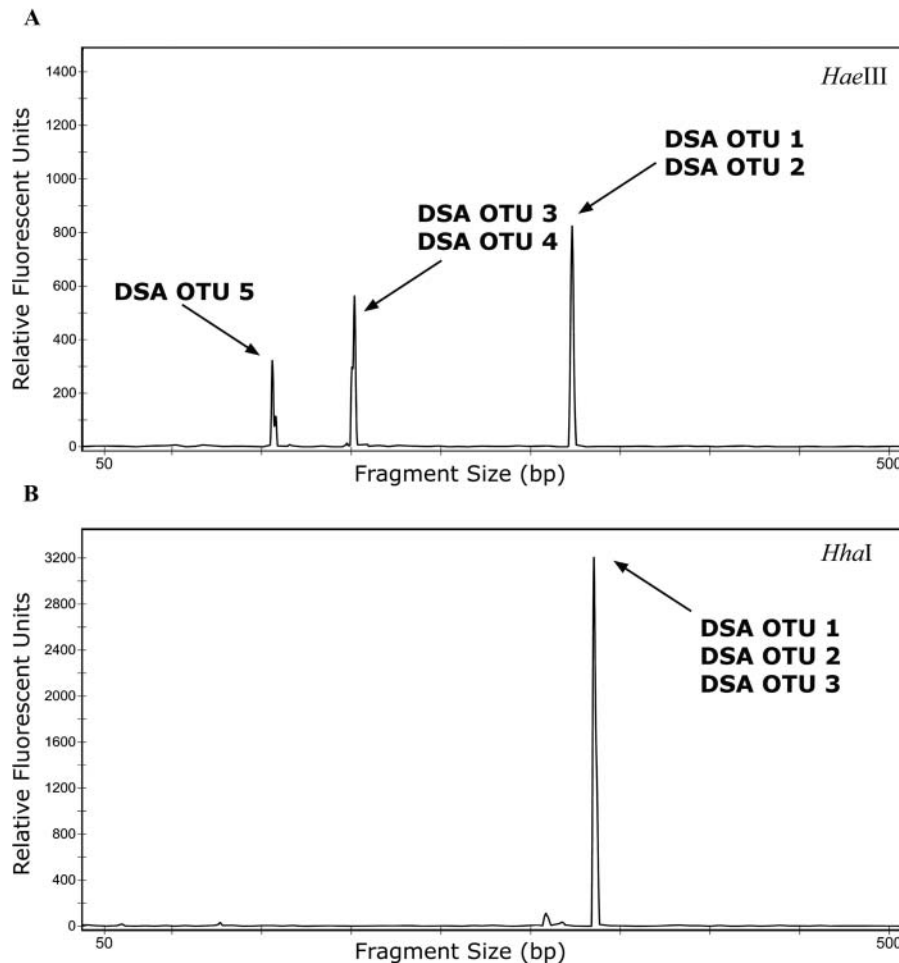 A
HaeIII
Relative Fluorescent Units
1400
1200
1000
800
600
400
200
0
DSA OTU 1
DSA OTU 2
DSA OTU 3
DSA OTU 4
DSA OTU 5
50
Fragment Size (bp)
500
B
HhaI
Relative Fluorescent Units
3200
2800
2400
2000
1600
1200
800
400
0
DSA OTU 1
DSA OTU 2
DSA OTU 3
50
Fragment Size (bp)
500